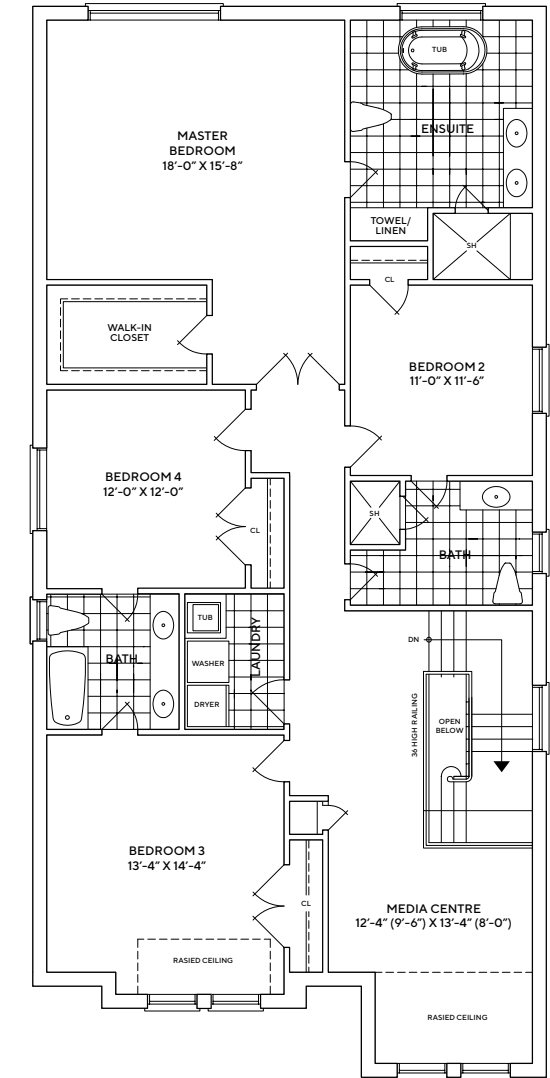 TUB
MASTER
BEDROOM
18’-0” X 15’-8”
ENSUITE
TOWEL/
LINEN
SH
CL
WALK-IN
CLOSET
BEDROOM 2
11’-0” X 11’-6”
BEDROOM 4
12’-0” X 12’-0”
CL
SH
BATH
TUB
LAUNDRY
BATH
WASHER
DRYER
DN
36 HIGH RAILING
OPEN
BELOW
BEDROOM 3
13’-4” X 14’-4”
CL
MEDIA CENTRE
12’-4” (9’-6”) X 13’-4” (8’-0”)
RASIED CEILING
RASIED CEILING